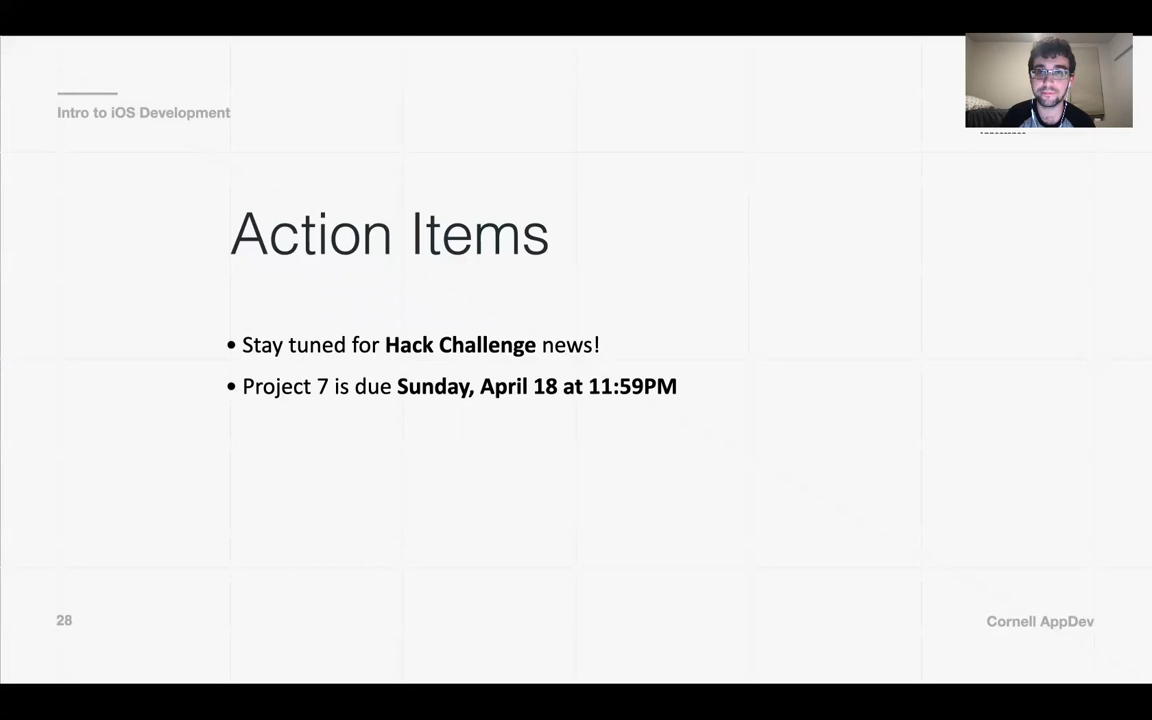 Intro to iOS Development
Action Items
• Stay tuned for Hack Challenge news!
• Project 7 is due Sunday, April 18 at 11:59PM
28
Cornell AppDev